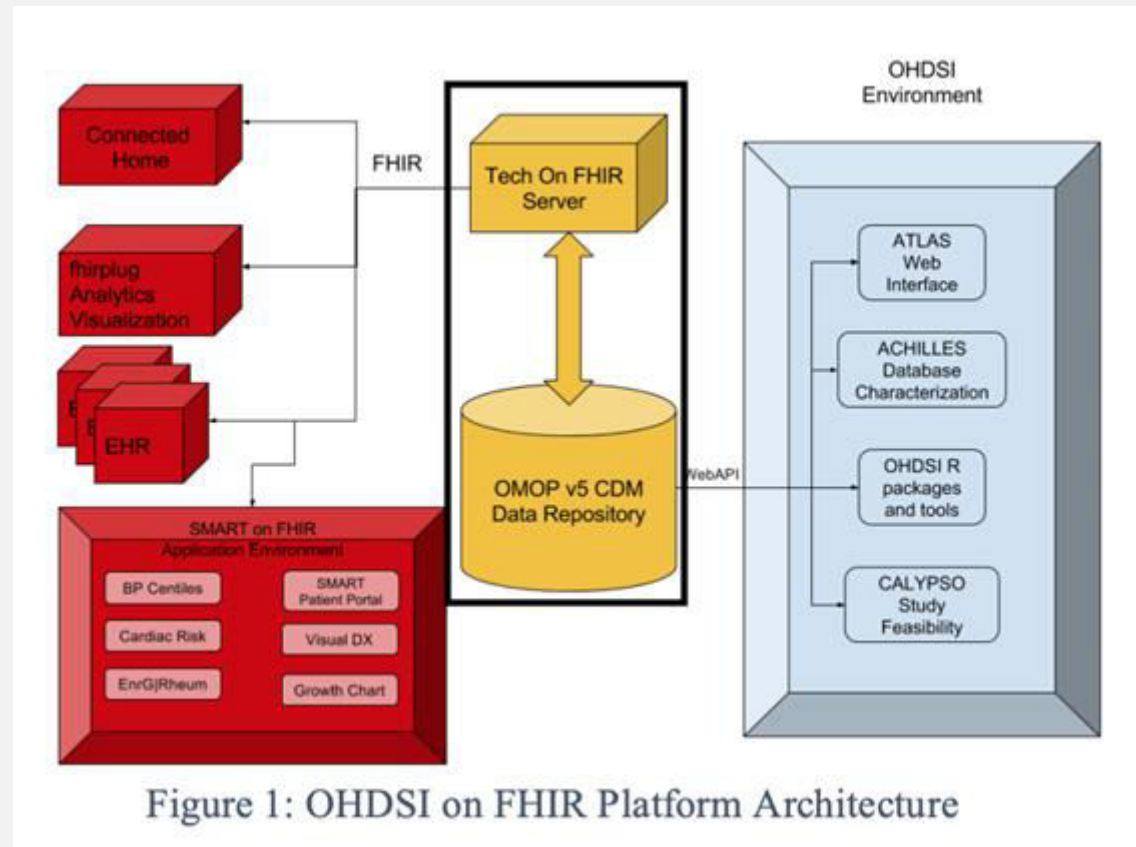 OHDSI
Environment
Connected
Home
FHIR
Tech On FHIR
Server
fhirplug
Analytics
Visualization
EHR
OMOP v5 CDM
Data Repository
WebAPI
ATLAS
Web
Interface
ACHILLES
Database
Characterization
OHDSI R
packages
and tools
CALYPSO
Study
Feasibility
SMART on FHIR
Application Environment
BP Centiles
SMART
Patient Portal
Cardiac Risk
Visual DX
EnrG|Rheum
Growth Chart
Figure 1: OHDSI on FHIR Platform Architecture